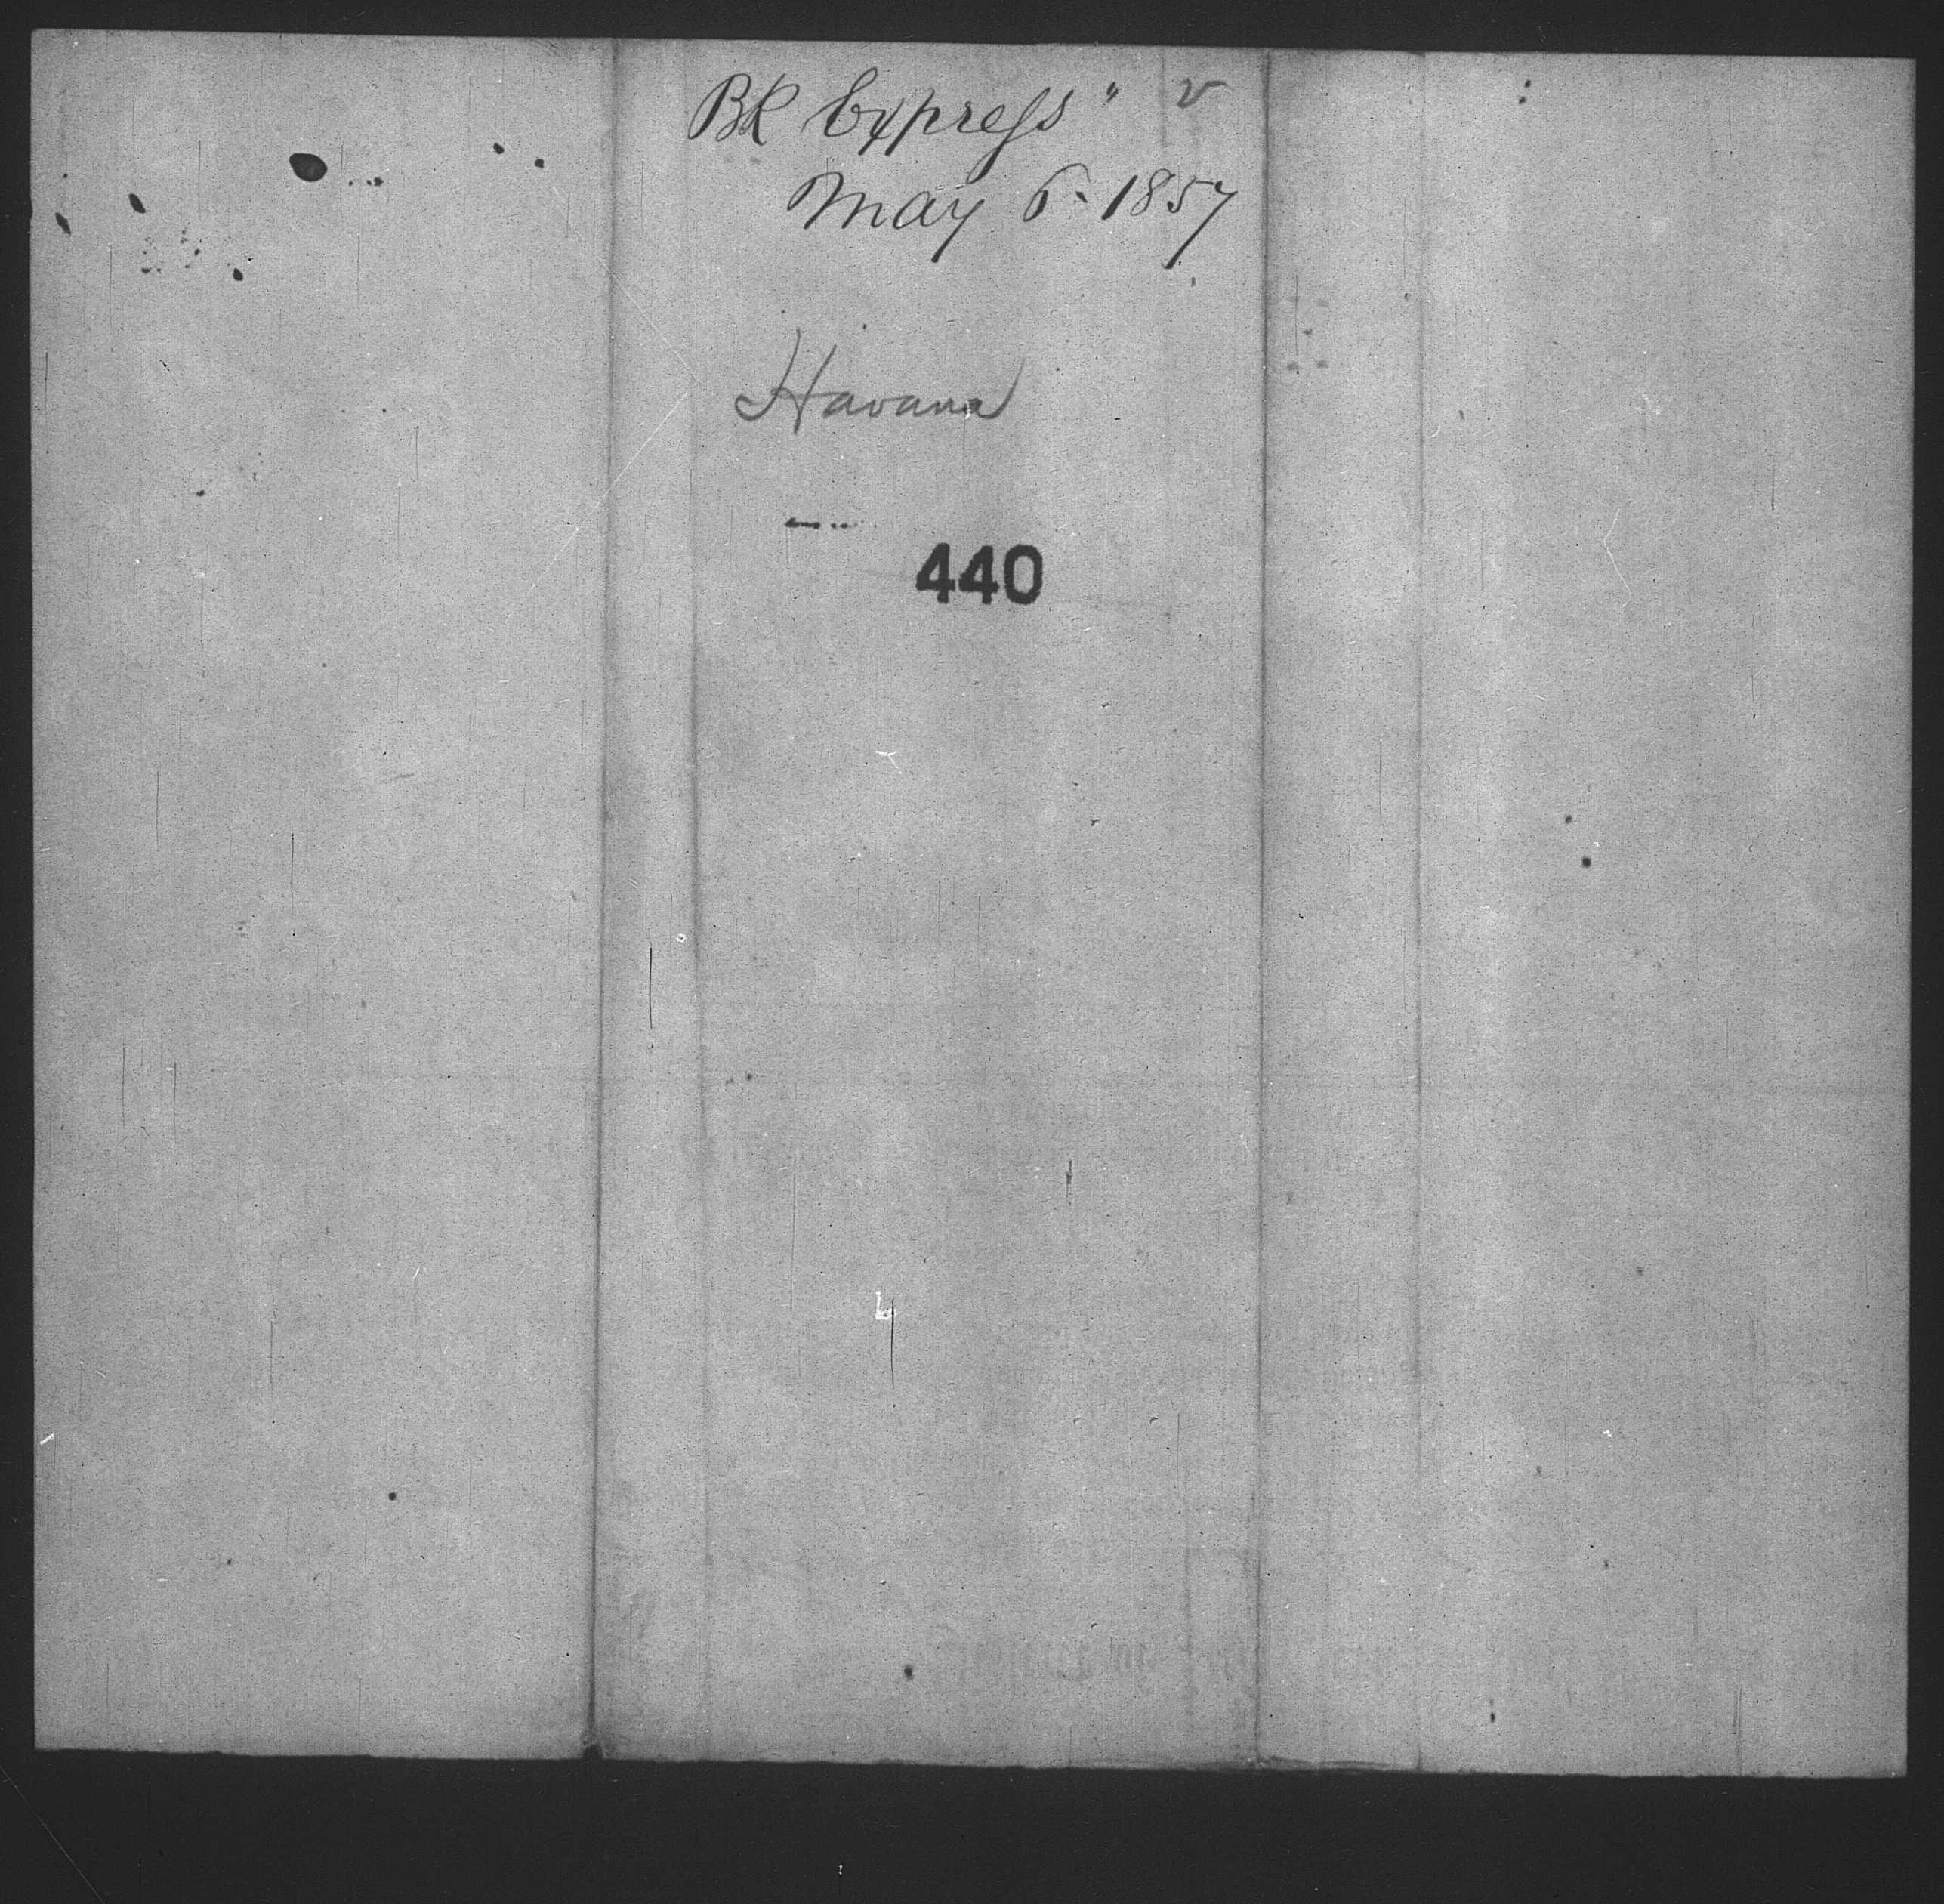 BK Express" v
May 6 - 1857
Havana
440